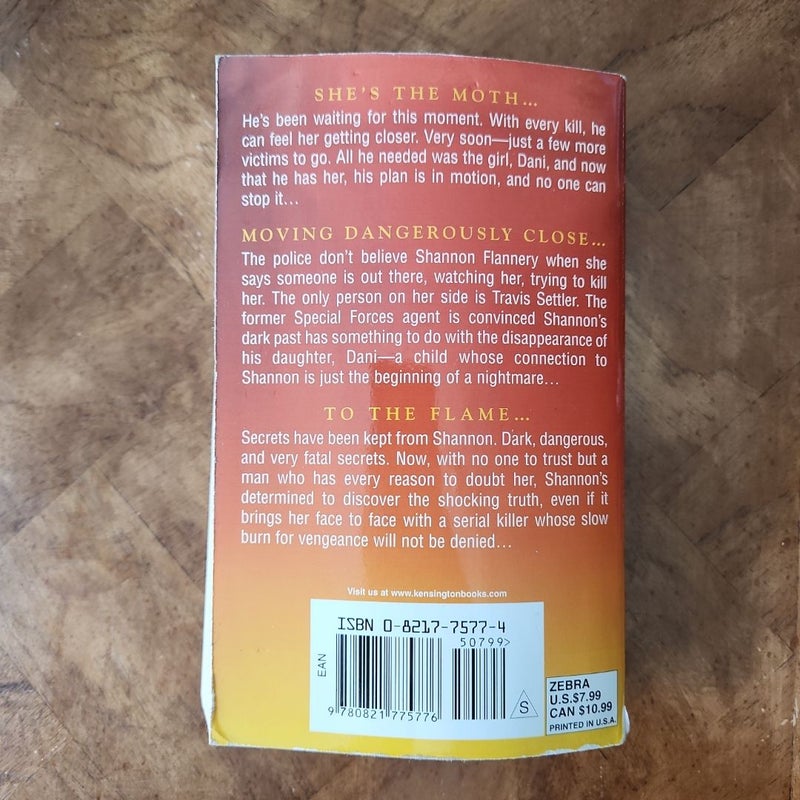 SHE'S THE MOTH...
He's been waiting for this moment. With every kill, he
can feel her getting closer. Very soon—just a few more
victims to go. All he needed was the girl, Dani, and now
that he has her, his plan is in motion, and no one can
stop it...
MOVING DANGEROUSLY CLOSE...
The police don't believe Shannon Flannery when she
says someone is out there, watching her, trying to kill
her. The only person on her side is Travis Settler. The
former Special Forces agent is convinced Shannon's
dark past has something to do with the disappearance of
his daughter, Dani—a child whose connection to
Shannon is just the beginning of a nightmare...
TO THE FLAME...
Secrets have been kept from Shannon. Dark, dangerous,
and very fatal secrets. Now, with no one to trust but a
man who has every reason to doubt her, Shannon's
determined to discover the shocking truth, even if it
brings her face to face with a serial killer whose slow
burn for vengeance will not be denied...
Visit us at www.kensingtonbooks.com
ISBN 0-8217-7577-4
50799>
EAN
9 780821 775776
S
ZEBRA
U.S.$7.99
CAN $10.99
PRINTED IN U.S.A.